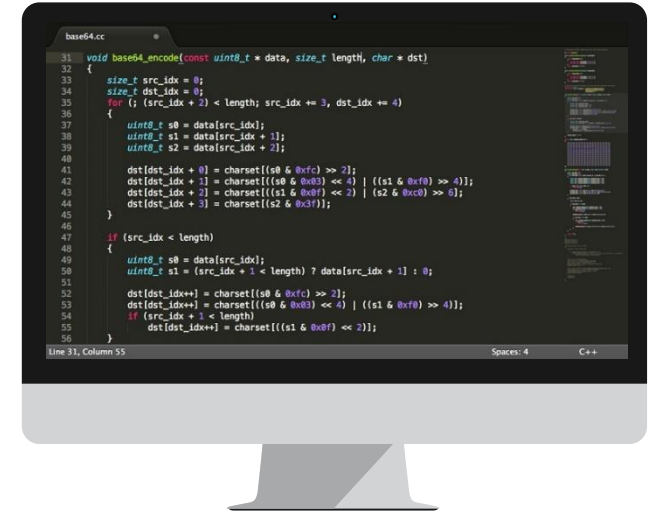 base64.cc
31 void base64_encode(const uint8_t * data, size_t length, char * dst)
32 {
33 size_t src_idx = 0;
34 size_t dst_idx = 0;
35 for (; (src_idx + 2) < length; src_idx += 3, dst_idx += 4)
36 {
37 uint8_t s0 = data[src_idx];
38 uint8_t s1 = data[src_idx + 1];
39 uint8_t s2 = data[src_idx + 2];
40
41 dst[dst_idx + 0] = charset[(s0 & 0xfc) >> 2];
42 dst[dst_idx + 1] = charset[((s0 & 0x03) << 4) | ((s1 & 0xf0) >> 4)];
43 dst[dst_idx + 2] = charset[((s1 & 0x0f) << 2) | (s2 & 0xc0) >> 6];
44 dst[dst_idx + 3] = charset[(s2 & 0x3f)];
45 }
46
47 if (src_idx < length)
48 {
49 uint8_t s0 = data[src_idx];
50 uint8_t s1 = (src_idx + 1 < length) ? data[src_idx + 1] : 0;
51
52 dst[dst_idx++] = charset[(s0 & 0xfc) >> 2];
53 dst[dst_idx++] = charset[((s0 & 0x03) << 4) | ((s1 & 0xf0) >> 4)];
54 if (src_idx + 1 < length)
55 dst[dst_idx++] = charset[((s1 & 0x0f) << 2)];
56 }
Line 31, Column 55 Spaces: 4 C++